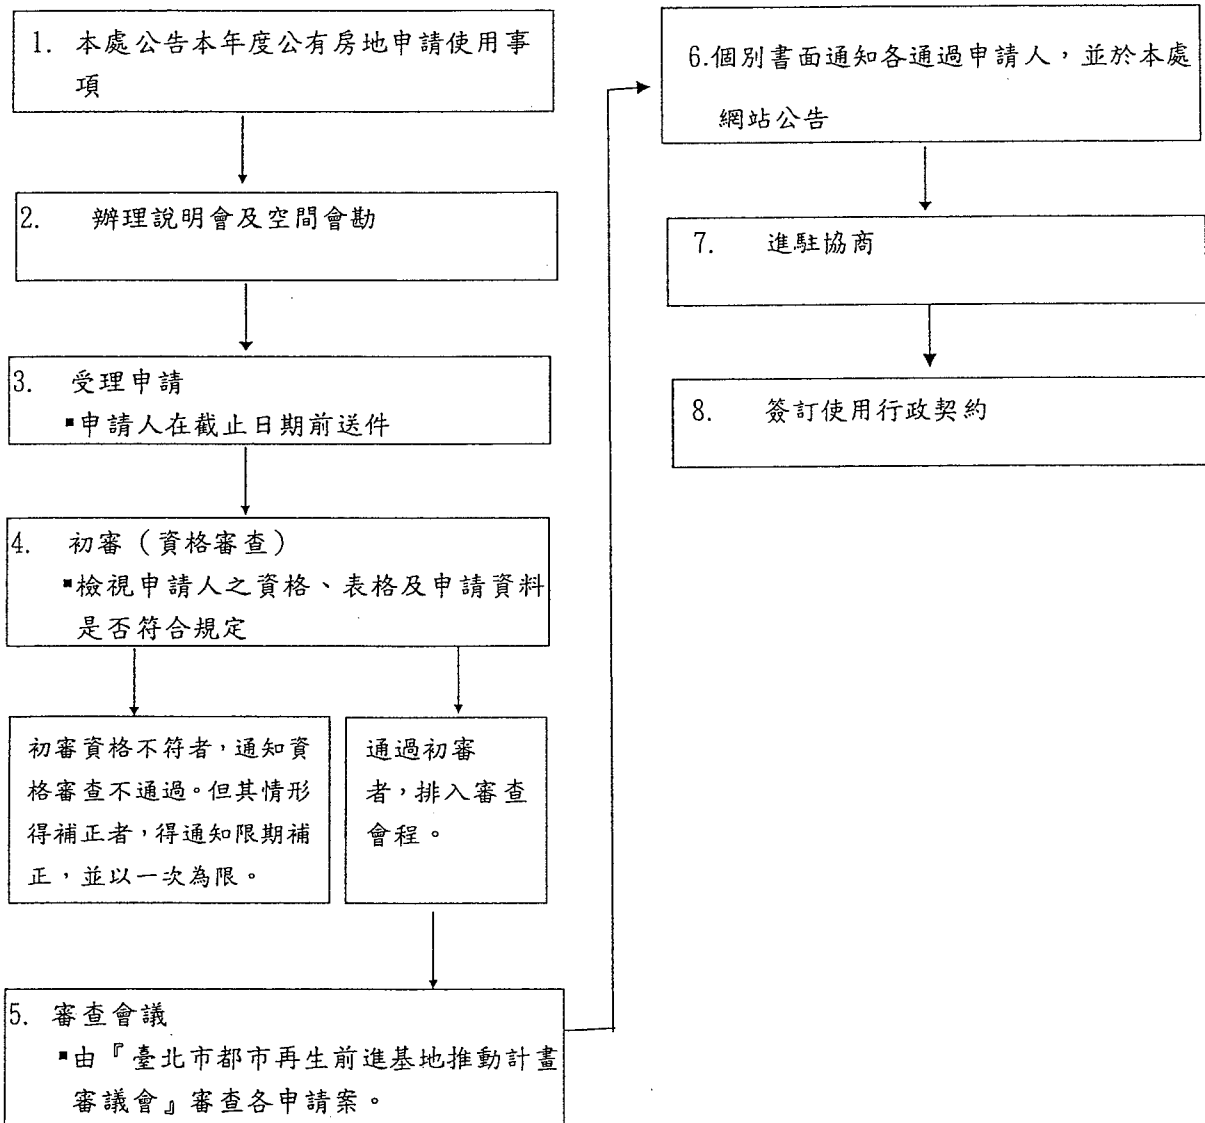 1. 本處公告本年度公有房地申請使用事
項
2. 辦理說明會及空間會勘
3. 受理申請
▪申請人在截止日期前送件
4. 初審（資格審查）
▪檢視申請人之資格、表格及申請資料
是否符合規定
初審資格不符者，通知資
格審查不通過。但其情形
得補正者，得通知限期補
正，並以一次為限。
通過初審
者，排入審查
會程。
5. 審查會議
▪由『臺北市都市再生前進基地推動計畫
審議會』審查各申請案。
6.個別書面通知各通過申請人，並於本處
網站公告
7. 進駐協商
8. 簽訂使用行政契約